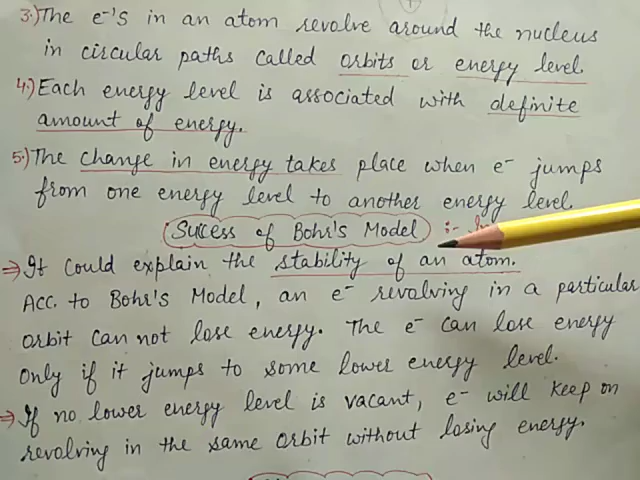 3.) The e⁻'s in an atom revolve around the nucleus
in circular paths called orbits or energy level.
4.) Each energy level is associated with definite
amount of energy.
5.) The change in energy takes place when e⁻ jumps
from one energy level to another energy level.
Sucess of Bohr's Model :-
⇒ It could explain the stability of an atom.
Acc. to Bohr's Model, an e⁻ revolving in a particular
orbit can not lose energy. The e⁻ can lose energy
only if it jumps to some lower energy level.
⇒ If no lower energy level is vacant, e⁻ will keep on
revolving in the same orbit without losing energy.